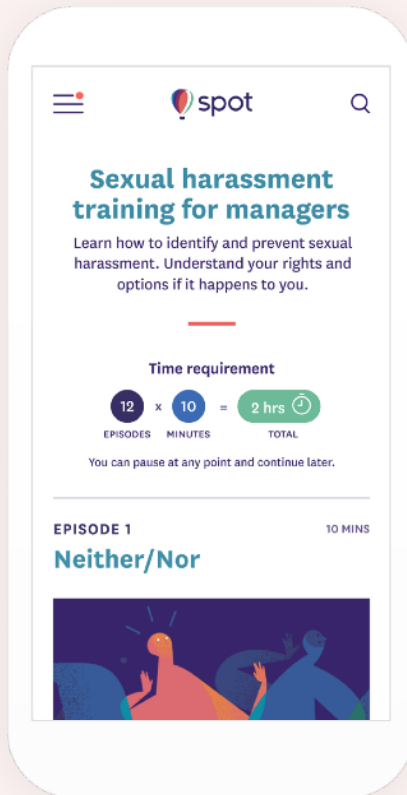 spot
Sexual harassment
training for managers
Learn how to identify and prevent sexual
harassment. Understand your rights and
options if it happens to you.
Time requirement
12 x 10 = 2 hrs
EPISODES MINUTES TOTAL
You can pause at any point and continue later.
EPISODE 1 10 MINS
Neither/Nor